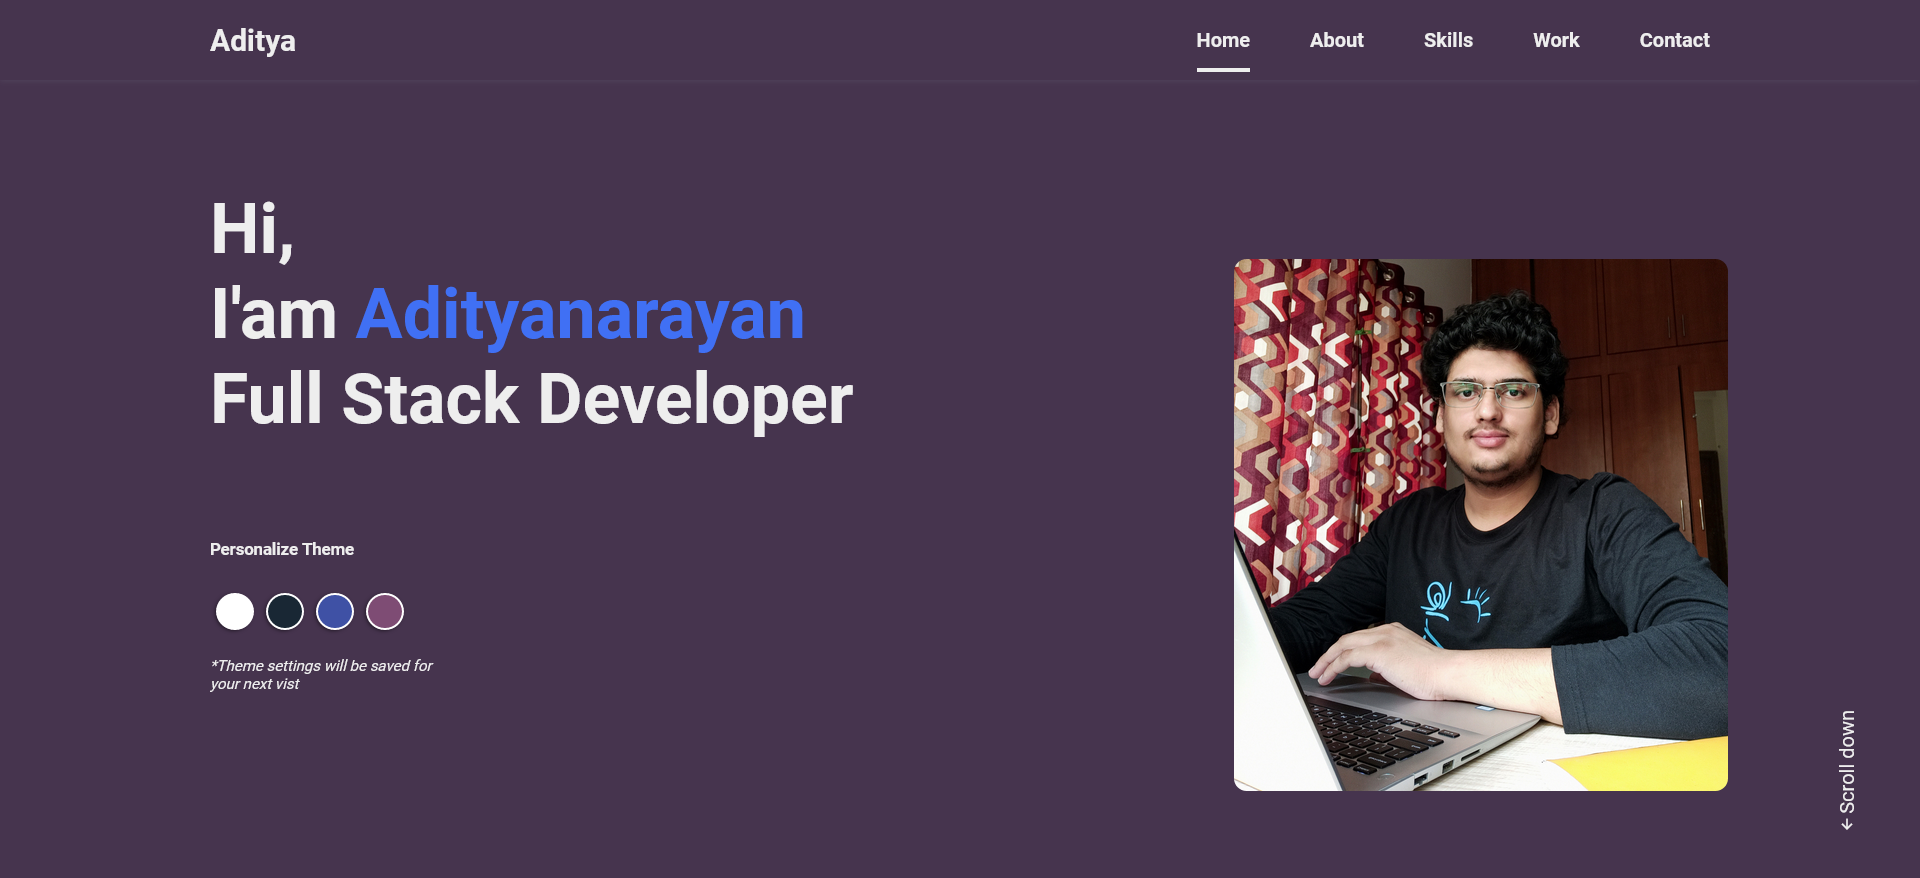 Aditya
Home About Skills Work Contact
Hi,
I'am Adityanarayan
Full Stack Developer
Personalize Theme
*Theme settings will be saved for
your next vist
Scroll down